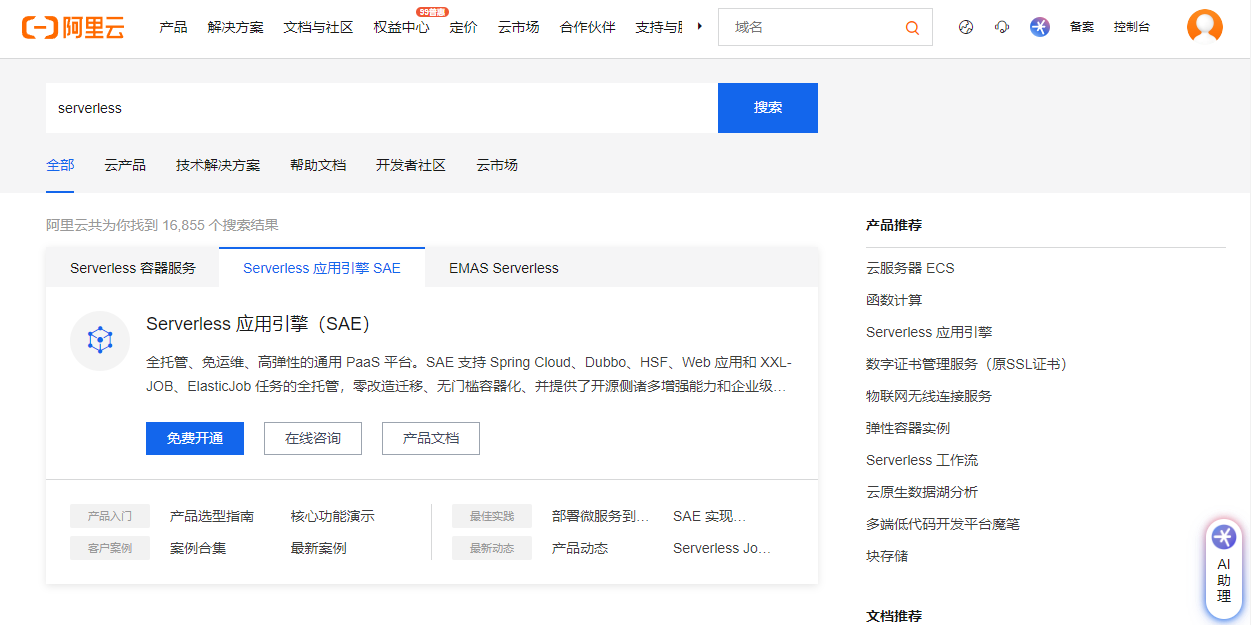 阿里云 产品 解决方案 文档与社区 权益中心 99普惠 定价 云市场 合作伙伴 支持与 域名 备案 控制台
serverless 搜索
全部 云产品 技术解决方案 帮助文档 开发者社区 云市场
阿里云共为你找到 16,855 个搜索结果
Serverless 容器服务 Serverless 应用引擎 SAE EMAS Serverless
Serverless 应用引擎（SAE）
全托管、免运维、高弹性的通用 PaaS 平台。SAE 支持 Spring Cloud、Dubbo、HSF、Web 应用和 XXL-
JOB、ElasticJob 任务的全托管，零改造迁移、无门槛容器化、并提供了开源侧诸多增强能力和企业级…
免费开通 在线咨询 产品文档
产品入门 产品选型指南 核心功能演示 最佳实践 部署微服务到… SAE 实现…
客户案例 案例合集 最新案例 最新动态 产品动态 Serverless Jo…
产品推荐
云服务器 ECS
函数计算
Serverless 应用引擎
数字证书管理服务（原SSL证书）
物联网无线连接服务
弹性容器实例
Serverless 工作流
云原生数据湖分析
多端低代码开发平台魔笔
块存储
文档推荐
AI
助
理